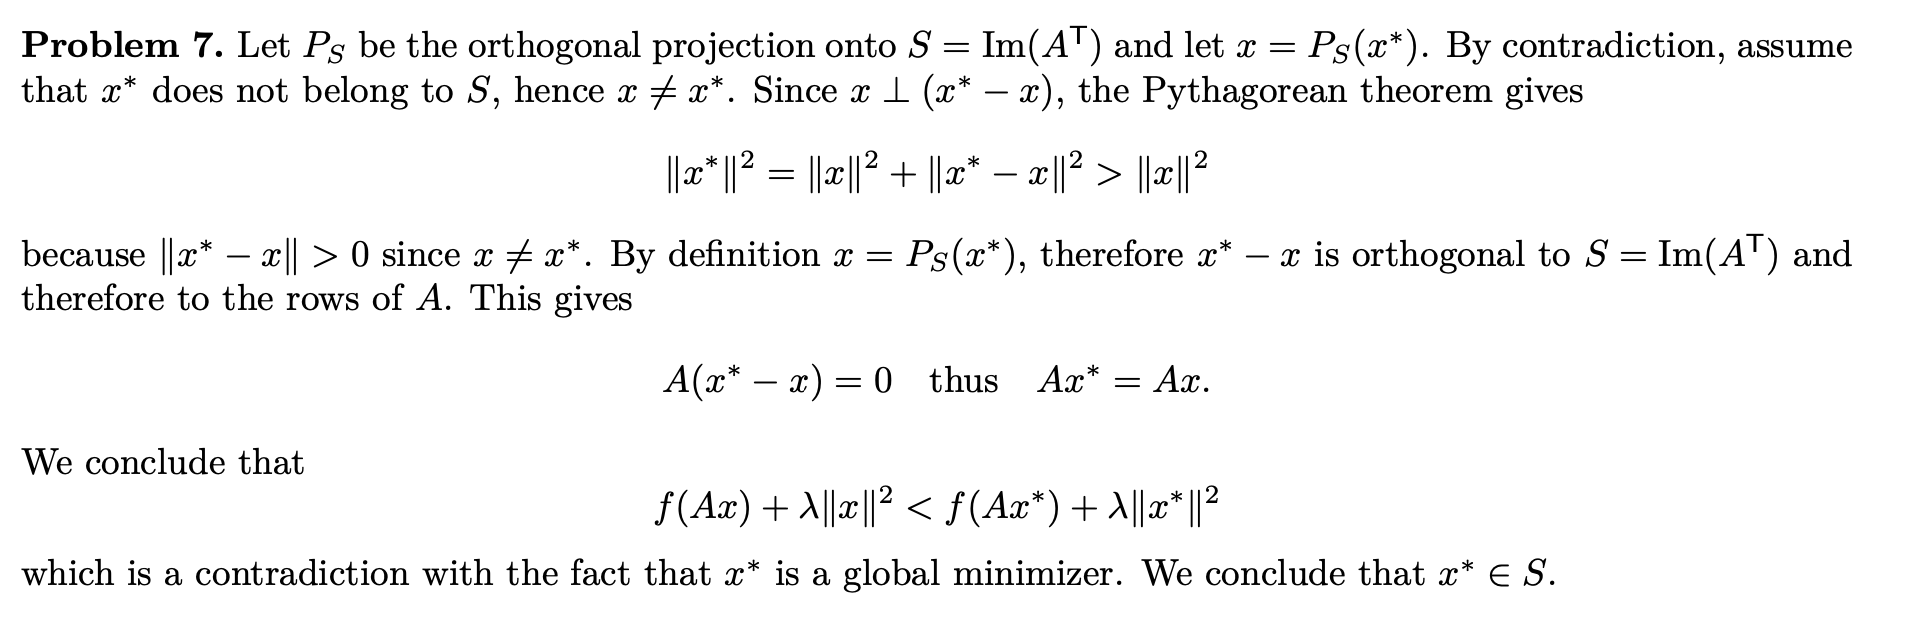 Problem 7. Let P_S be the orthogonal projection onto S = Im(A^⊤) and let x = P_S(x*). By contradiction, assume
that x* does not belong to S, hence x ≠ x*. Since x ⊥ (x* − x), the Pythagorean theorem gives
‖x*‖² = ‖x‖² + ‖x* − x‖² > ‖x‖²
because ‖x* − x‖ > 0 since x ≠ x*. By definition x = P_S(x*), therefore x* − x is orthogonal to S = Im(A^⊤) and
therefore to the rows of A. This gives
A(x* − x) = 0 thus Ax* = Ax.
We conclude that
f(Ax) + λ‖x‖² < f(Ax*) + λ‖x*‖²
which is a contradiction with the fact that x* is a global minimizer. We conclude that x* ∈ S.